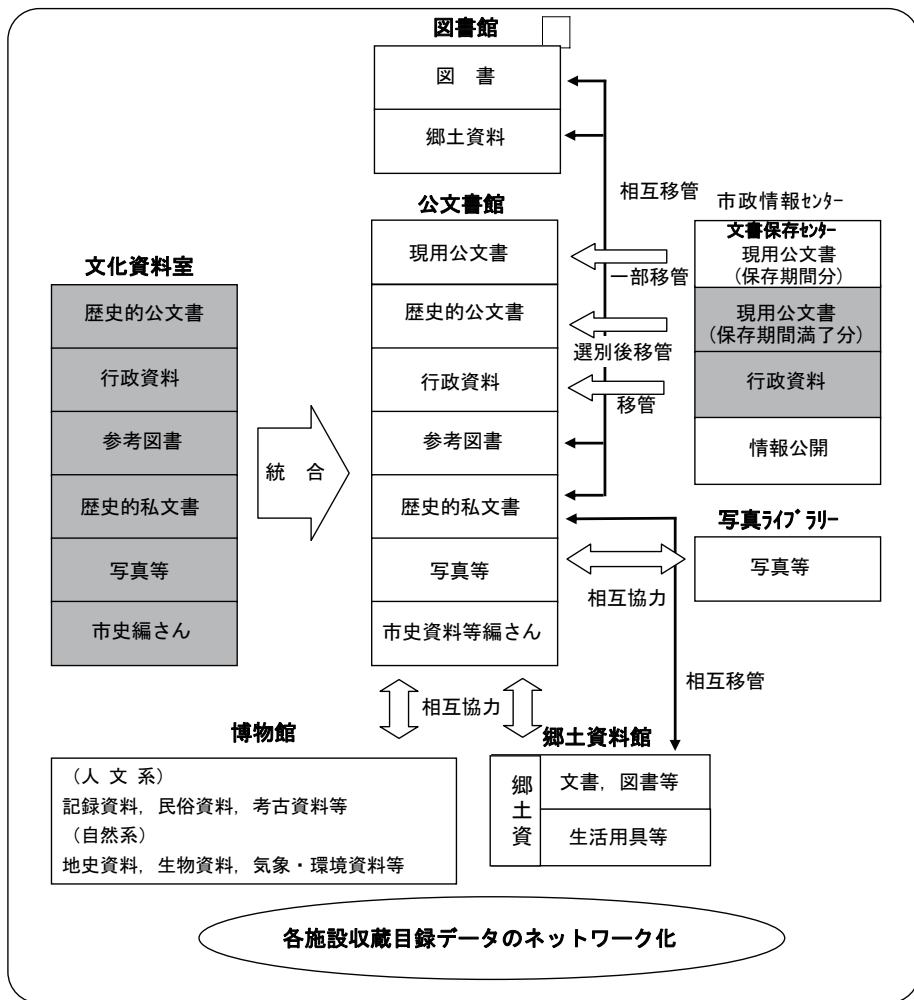 図書館
図　書
郷土資料
相互移管
公文書館
現用公文書
歴史的公文書
行政資料
参考図書
歴史的私文書
写真等
市史資料等編さん
文化資料室
歴史的公文書
行政資料
参考図書
歴史的私文書
写真等
市史編さん
統　合
市政情報ｾﾝﾀｰ
文書保存ｾﾝﾀｰ
現用公文書
(保存期間分)
現用公文書
(保存期間満了分)
行政資料
情報公開
一部移管
選別後移管
移管
写真ﾗｲﾌﾞﾗﾘｰ
写真等
相互協力
相互移管
相互協力
博物館
（人 文 系）
記録資料，民俗資料，考古資料等
（自然系）
地史資料，生物資料，気象・環境資料等
郷土資料館
郷土資
文書，図書等
生活用具等
各施設収蔵目録データのネットワーク化